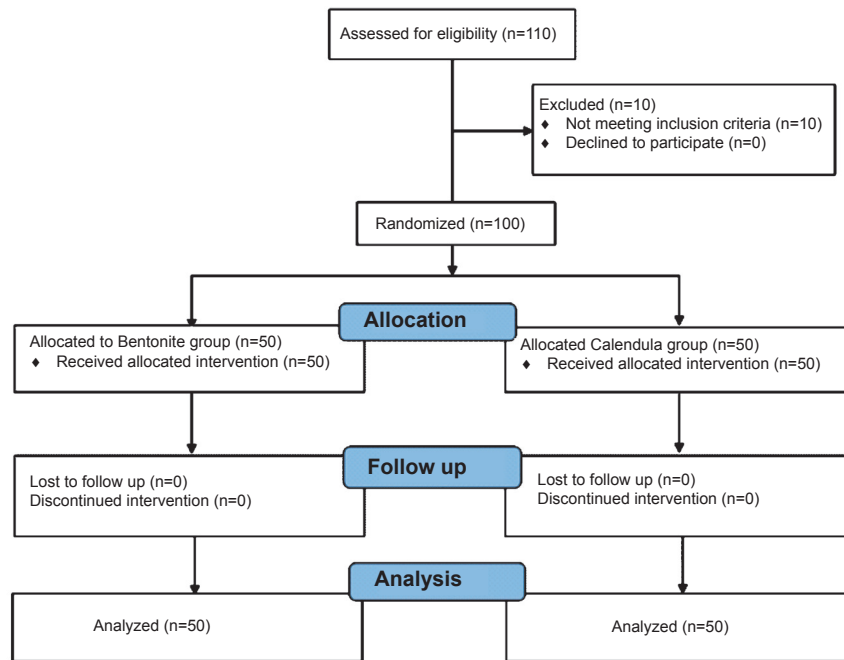 Assessed for eligibility (n=110)
Excluded (n=10)
♦ Not meeting inclusion criteria (n=10)
♦ Declined to participate (n=0)
Randomized (n=100)
Allocation
Allocated to Bentonite group (n=50)
♦ Received allocated intervention (n=50)
Allocated Calendula group (n=50)
♦ Received allocated intervention (n=50)
Follow up
Lost to follow up (n=0)
Discontinued intervention (n=0)
Lost to follow up (n=0)
Discontinued intervention (n=0)
Analysis
Analyzed (n=50)
Analyzed (n=50)